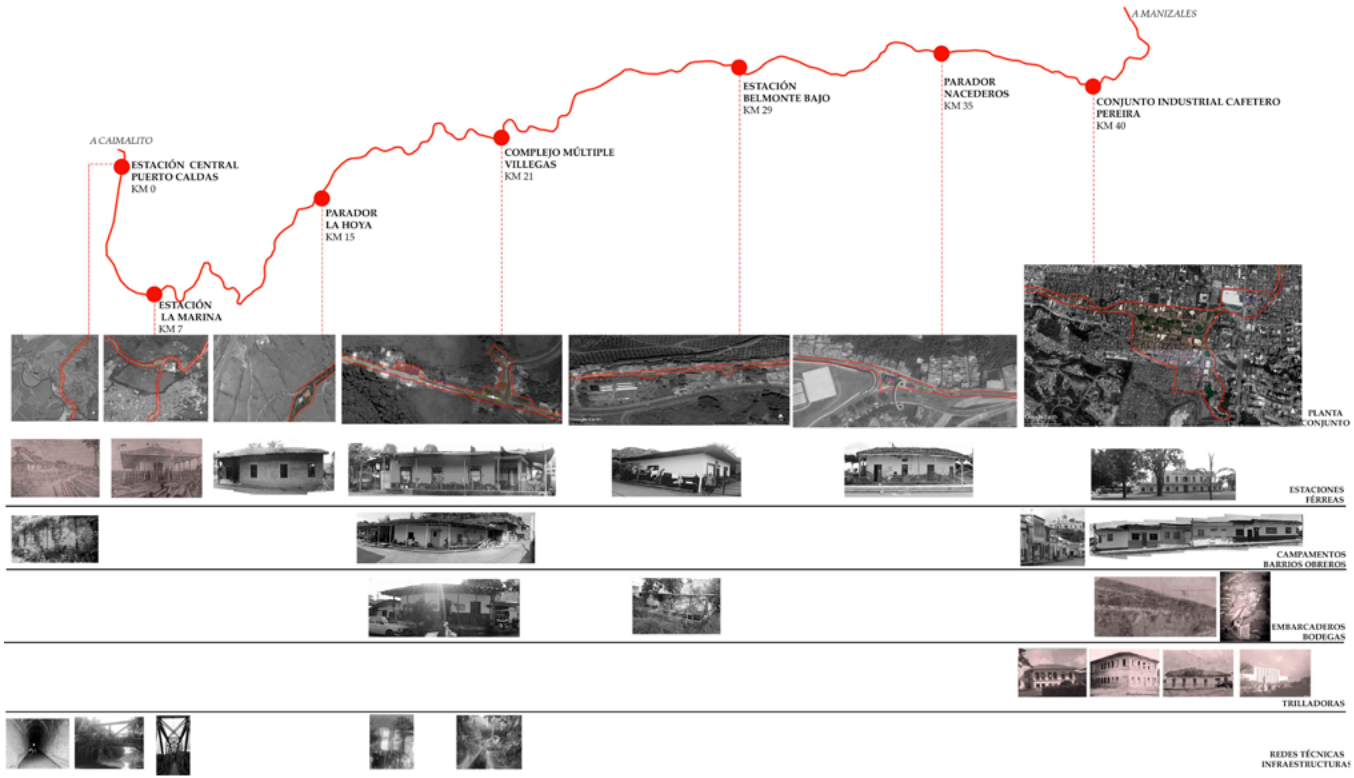 A MANIZALES
ESTACIÓN
BELMONTE BAJO
KM 29
PARADOR
NACEDEROS
KM 35
CONJUNTO INDUSTRIAL CAFETERO
PEREIRA
KM 40
A CAIMALITO
ESTACIÓN CENTRAL
PUERTO CALDAS
KM 0
COMPLEJO MÚLTIPLE
VILLEGAS
KM 21
PARADOR
LA HOYA
KM 15
ESTACIÓN
LA MARINA
KM 7
PLANTA
CONJUNTO
ESTACIONES
FÉRREAS
CAMPAMENTOS
BARRIOS OBREROS
EMBARCADEROS
BODEGAS
TRILLADORAS
REDES TÉCNICAS
INFRAESTRUCTURAS